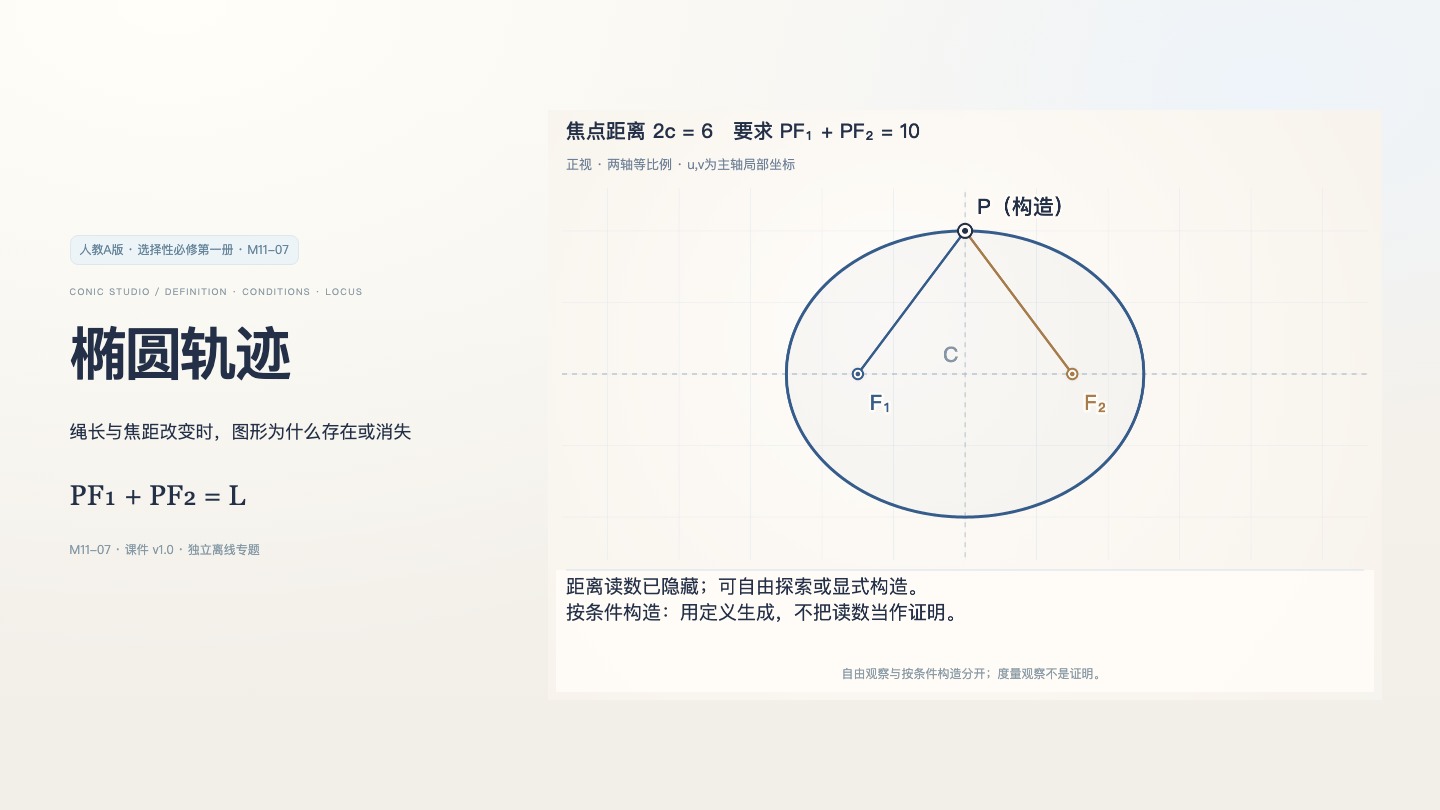 人教A版 · 选择性必修第一册 · M11–07
CONIC STUDIO / DEFINITION · CONDITIONS · LOCUS
椭圆轨迹
绳长与焦距改变时，图形为什么存在或消失
PF₁ + PF₂ = L
M11–07 · 课件 v1.0 · 独立离线专题
焦点距离 2c = 6　要求 PF₁ + PF₂ = 10
正视 · 两轴等比例 · u,v为主轴局部坐标
P（构造）
C
F₁
F₂
距离读数已隐藏；可自由探索或显式构造。
按条件构造：用定义生成，不把读数当作证明。
自由观察与按条件构造分开；度量观察不是证明。